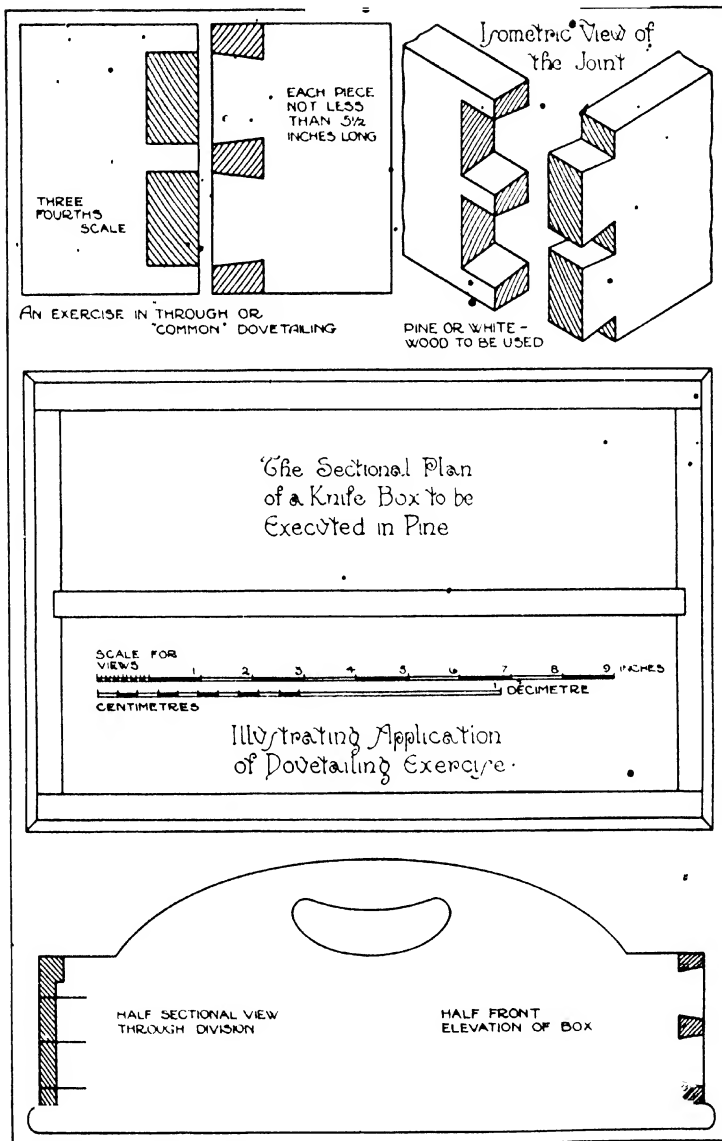 Isometric View of
the Joint
EACH PIECE
NOT LESS
THAN 5½
INCHES LONG
THREE
FOURTHS
SCALE
AN EXERCISE IN THROUGH OR
"COMMON" DOVETAILING
PINE OR WHITE-
WOOD TO BE USED
The Sectional Plan
of a Knife Box to be
Executed in Pine
SCALE FOR
VIEWS
1 2 3 4 5 6 7 8 9 INCHES
1 DECIMETRE
CENTIMETRES
Illustrating Application
of Dovetailing Exercise.
HALF SECTIONAL VIEW
THROUGH DIVISION
HALF FRONT
ELEVATION OF BOX